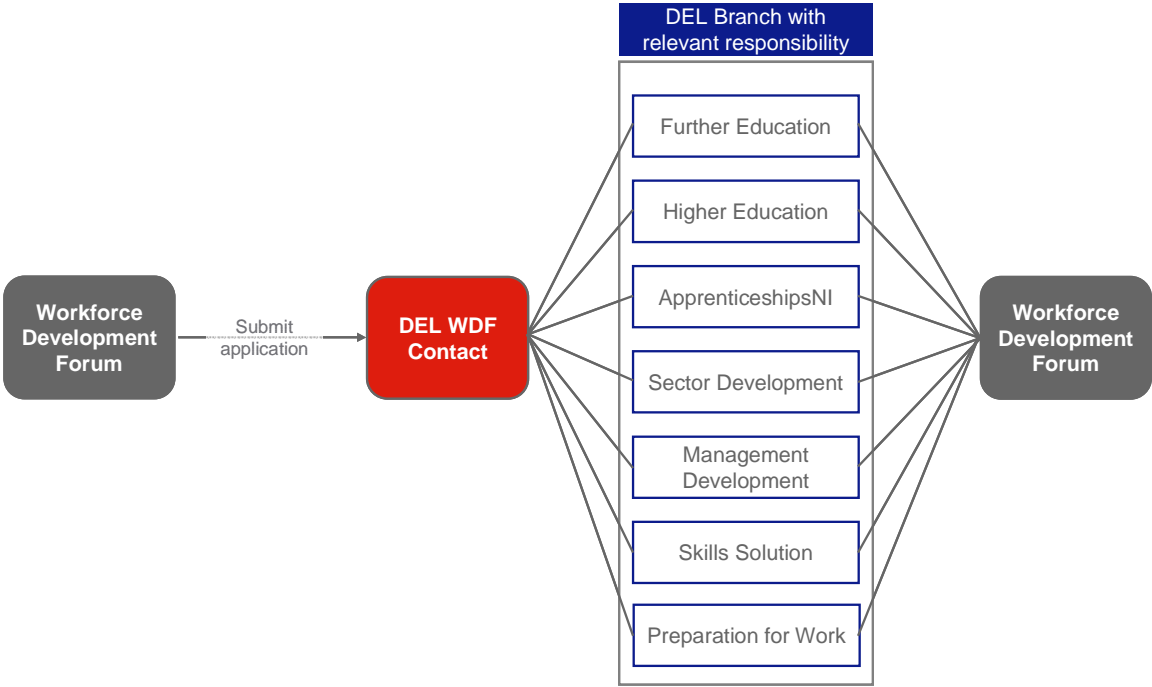 DEL Branch with
relevant responsibility
Further Education
Higher Education
ApprenticeshipsNI
Sector Development
Management
Development
Skills Solution
Preparation for Work
Workforce
Development
Forum
Submit
application
DEL WDF
Contact
Workforce
Development
Forum